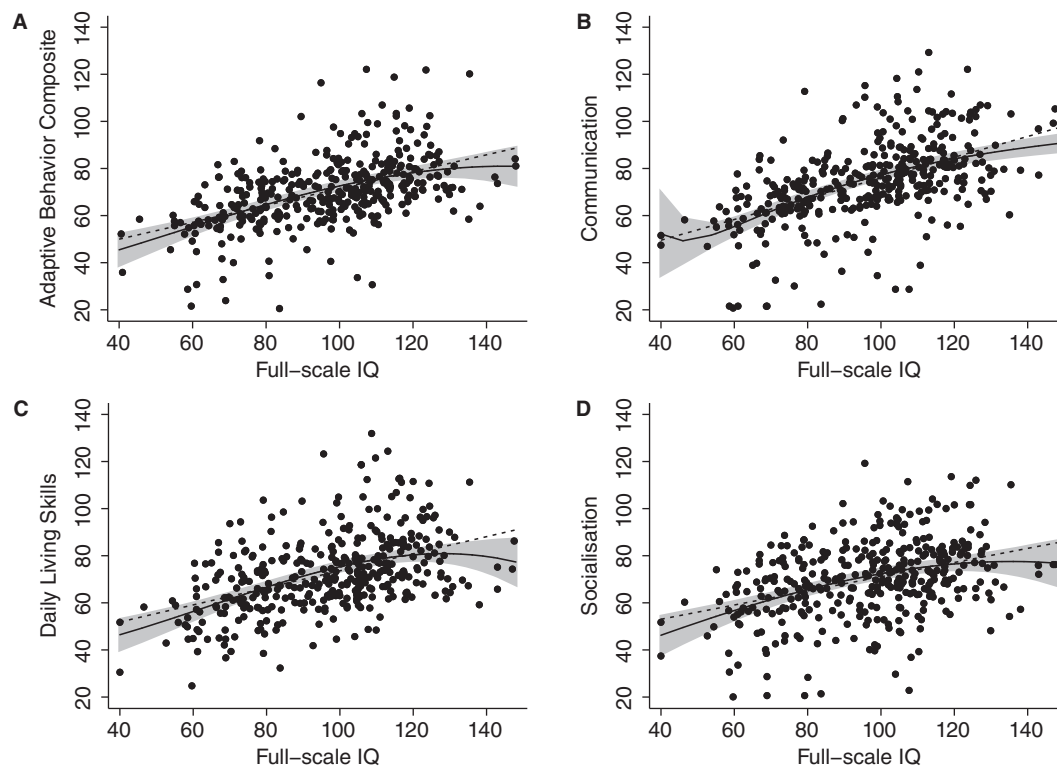 A
Adaptive Behavior Composite
140
120
100
80
60
40
20
40 60 80 100 120 140
Full−scale IQ
B
Communication
140
120
100
80
60
40
20
40 60 80 100 120 140
Full−scale IQ
C
Daily Living Skills
140
120
100
80
60
40
20
40 60 80 100 120 140
Full−scale IQ
D
Socialisation
140
120
100
80
60
40
20
40 60 80 100 120 140
Full−scale IQ